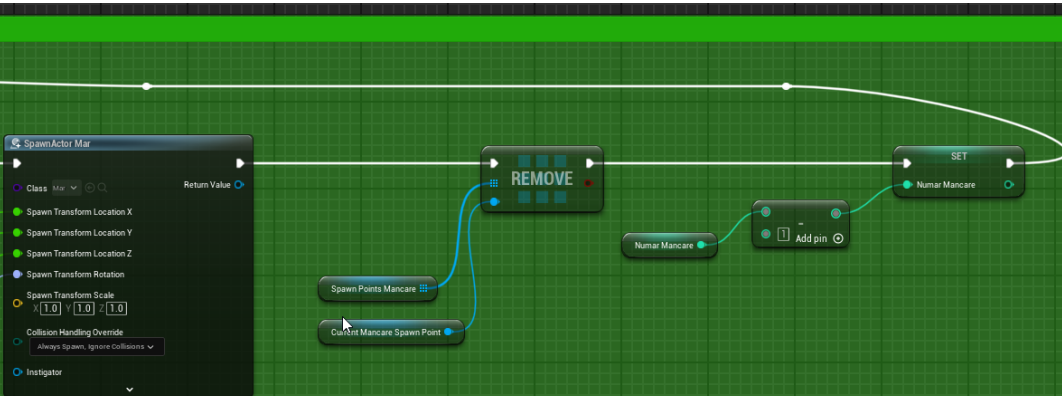 SpawnActor Mar
Class Mar
Return Value
Spawn Transform Location X
Spawn Transform Location Y
Spawn Transform Location Z
Spawn Transform Rotation
Spawn Transform Scale
X 1.0 Y 1.0 Z 1.0
Collision Handling Override
Always Spawn, Ignore Collisions
Instigator
Spawn Points Mancare
Current Mancare Spawn Point
REMOVE
Numar Mancare
-
1 Add pin
SET
Numar Mancare